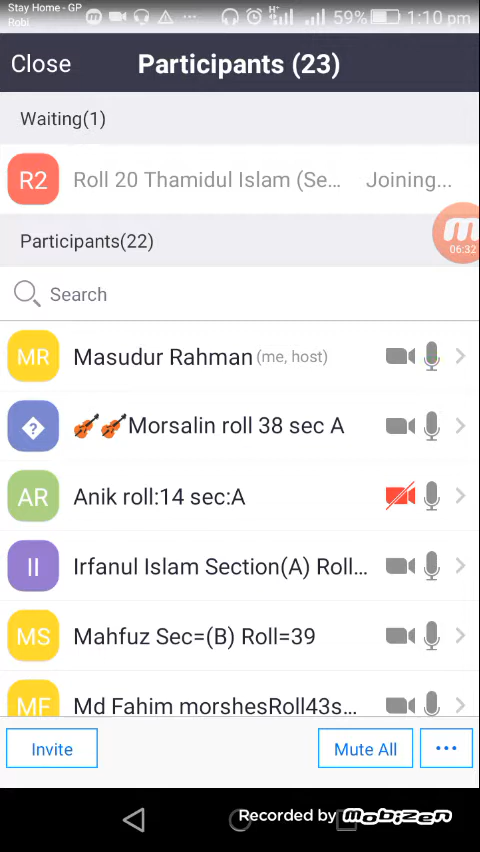 Stay Home - GP
Robi
H+
59%
1:10 pm
Close
Participants (23)
Waiting(1)
R2
Roll 20 Thamidul Islam (Se...
Joining...
Participants(22)
06:32
Search
MR
Masudur Rahman (me, host)
🎻🎻Morsalin roll 38 sec A
AR
Anik roll:14 sec:A
II
Irfanul Islam Section(A) Roll...
MS
Mahfuz Sec=(B) Roll=39
MF
Md Fahim morshesRoll43s...
Invite
Mute All
...
Recorded by mobizen